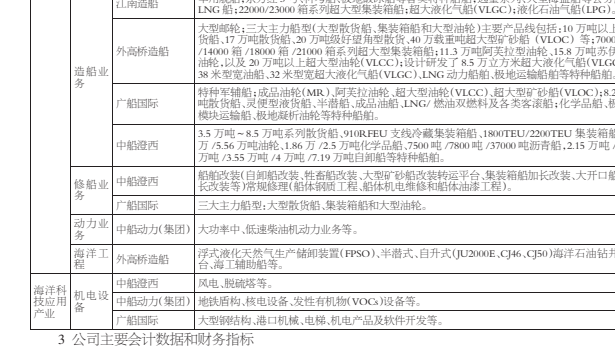 江南造船
LNG 船；22000/23000 箱系列超大型集装箱船；超大液化气船(VLGC)；液化石油气船(LPG)
造船业务
外高桥造船
大型邮轮；三大主力船型(大型散货船、集装箱船和大型油轮)主要产品线包括：10 万吨以上
货船、17 万吨散货船、20 万吨级好望角型散货船、40 万载重吨超大型矿砂船（VLOC）等；7000
/14000 箱/18000 箱/21000 箱系列超大型集装箱船；11.3 万吨阿芙拉型油轮、15.8 万吨苏伊
油轮，以及 20 万吨以上超大型油轮(VLCC)；设计研发了 8.5 万立方米超大液化气船(VLGC
38 米型宽油船、32 米型宽超大液化气船(VLGC)、LNG 动力船舶、极地运输船舶等特种船舶
广船国际
特种军辅船；成品油轮(MR)、阿芙拉油轮、超大型油轮(VLCC)、超大型矿砂船(VLOC)；8.2
吨散货船、灵便型液货船、半潜船、成品油船、LNG/ 燃油双燃料及各类客滚船；化学品船、极
模块运输船、极地凝析油轮等特种船舶。
中船澄西
3.5 万吨～8.5 万吨系列散货船、910RFEU 支线冷藏集装箱船、1800TEU/2200TEU 集装箱船
万吨 /5.56 万吨油轮、1.86 万 /2.5 万吨化学品船、7500 吨 /7800 吨 /37000 吨沥青船、2.15 万吨
万吨 /3.55 万吨 /4 万吨 /7.19 万吨自卸船等特种船舶。
修船业务
中船澄西
船舶改装(自卸船改装、牲畜船改装、大型矿砂船改装转运平台、集装箱船加长改装、大开口船
长改装等)常规修理(船体钢质工程、船体机电维修和船体油漆工程)。
广船国际
三大主力船型：大型散货船、集装箱船和大型油轮。
动力业务
中船动力(集团)
大功率中、低速柴油机动力业务等。
海洋工程
外高桥造船
浮式液化天然气生产储卸装置(FPSO)、半潜式、自升式(JU2000E、CJ46、CJ50)海洋石油钻井
台、海工辅助船等。
海洋科技应用产业
机电设备
中船澄西
风电、脱硫塔等。
中船动力(集团)
地铁盾构、核电设备、发性有机物(VOCs)设备等。
广船国际
大型钢结构、港口机械、电梯、机电产品及软件开发等。
3 公司主要会计数据和财务指标